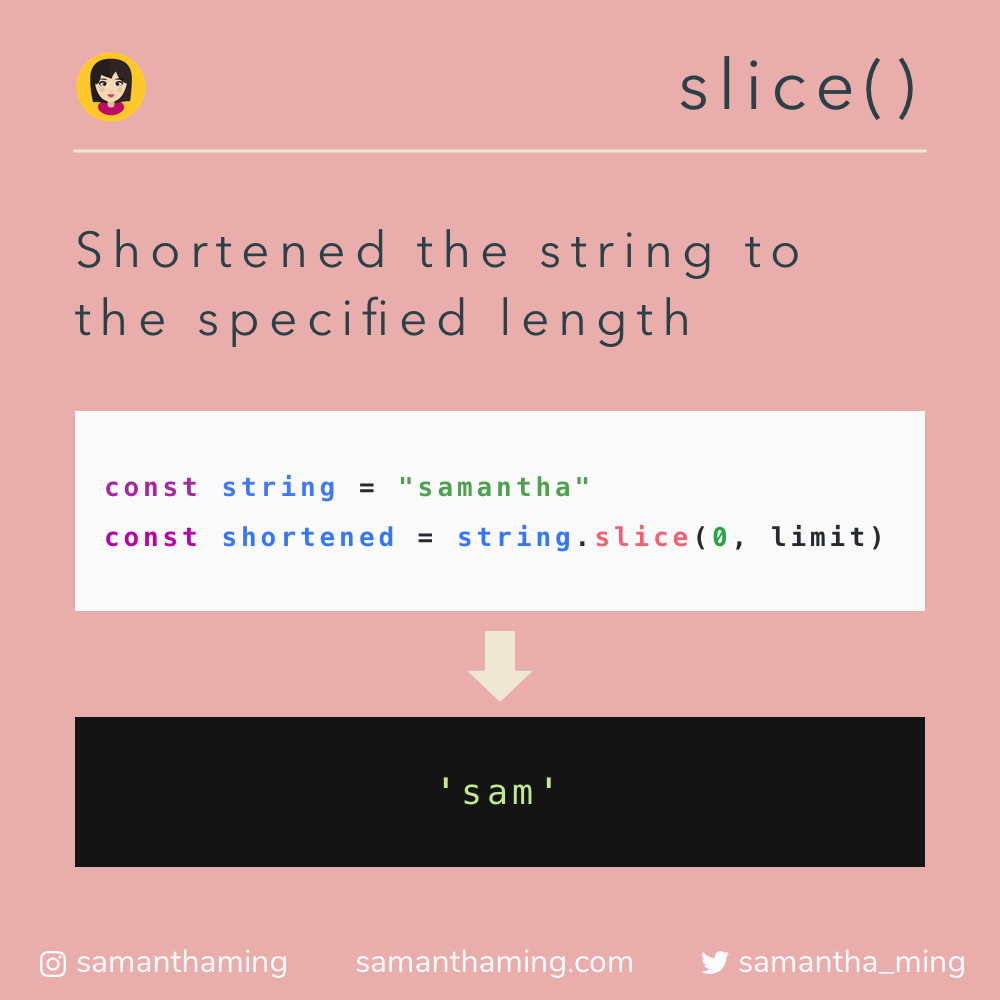 slice()
Shortened the string to
the specified length
const string = "samantha"
const shortened = string.slice(0, limit)
'sam'
samanthaming
samanthaming.com
samantha_ming